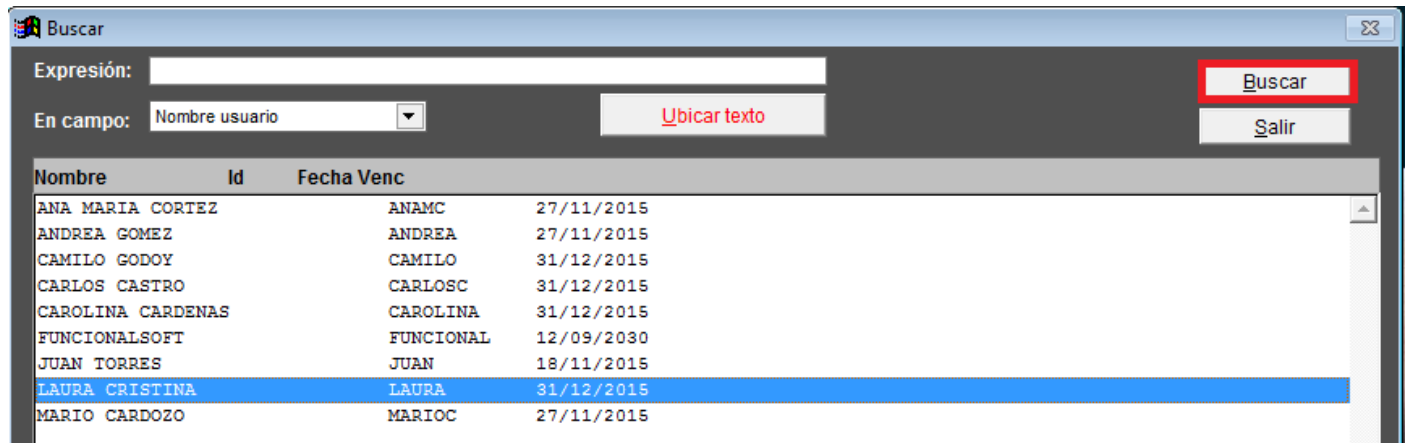 Buscar
Expresión:
Buscar
En campo: Nombre usuario Ubicar texto
Salir
Nombre Id Fecha Venc
ANA MARIA CORTEZ ANAMC 27/11/2015
ANDREA GOMEZ ANDREA 27/11/2015
CAMILO GODOY CAMILO 31/12/2015
CARLOS CASTRO CARLOSC 31/12/2015
CAROLINA CARDENAS CAROLINA 31/12/2015
FUNCIONALSOFT FUNCIONAL 12/09/2030
JUAN TORRES JUAN 18/11/2015
LAURA CRISTINA LAURA 31/12/2015
MARIO CARDOZO MARIOC 27/11/2015